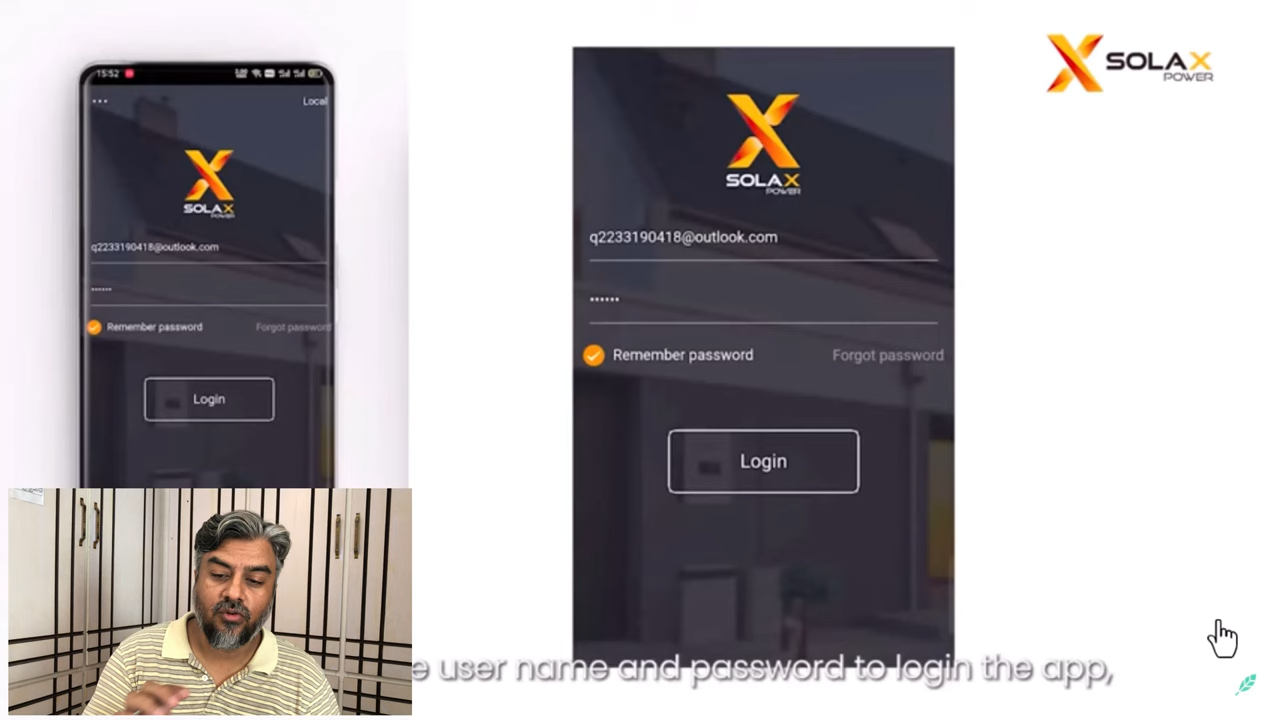 15:52
Local
SOLAX
POWER
q2233190418@outlook.com
••••••
Remember password
Forgot password
Login
SOLAX
POWER
q2233190418@outlook.com
••••••
Remember password
Forgot password
Login
SOLAX
POWER
user name and password to login the app,